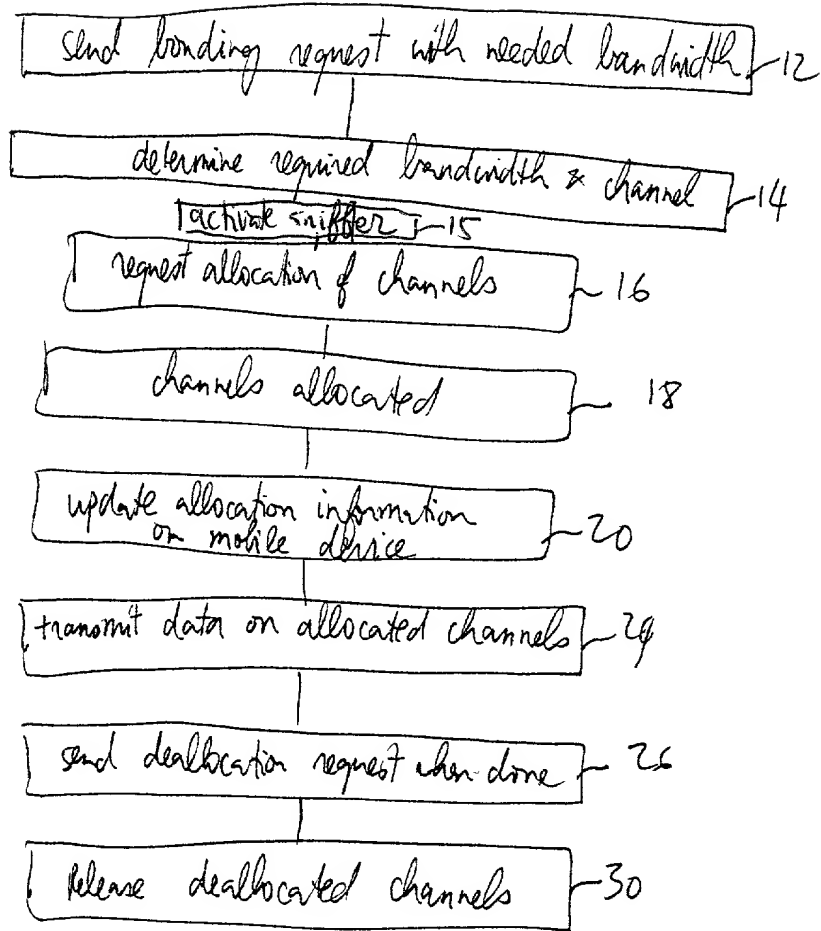 send bonding request with needed bandwidth 12
determine required bandwidth & channel 14
activate sniffer 15
request allocation of channels 16
channels allocated 18
update allocation information
on mobile device 20
transmit data on allocated channels 24
send deallocation request when done 26
Release deallocated channels 30